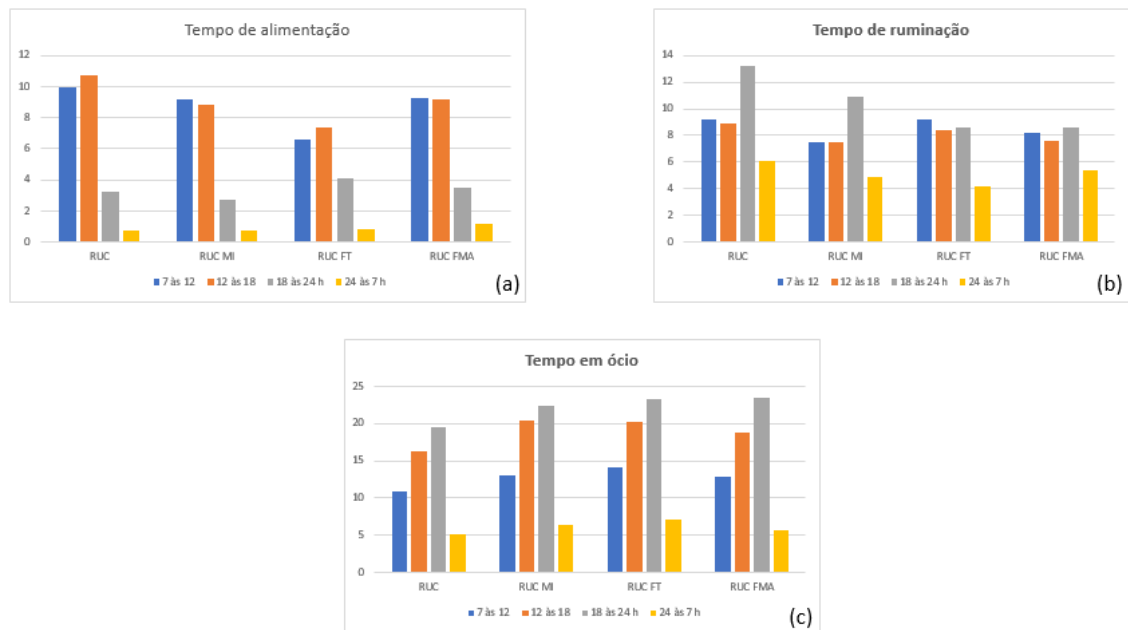 Tempo de alimentação
12
10
8
6
4
2
0
RUC RUC MI RUC FT RUC FMA
7 às 12 12 às 18 18 às 24 h 24 às 7 h
(a)
Tempo de ruminação
14
12
10
8
6
4
2
0
RUC RUC MI RUC FT RUC FMA
7 às 12 12 às 18 18 às 24 h 24 às 7 h
(b)
Tempo em ócio
25
20
15
10
5
0
RUC RUC MI RUC FT RUC FMA
7 às 12 12 às 18 18 às 24 h 24 às 7 h
(c)